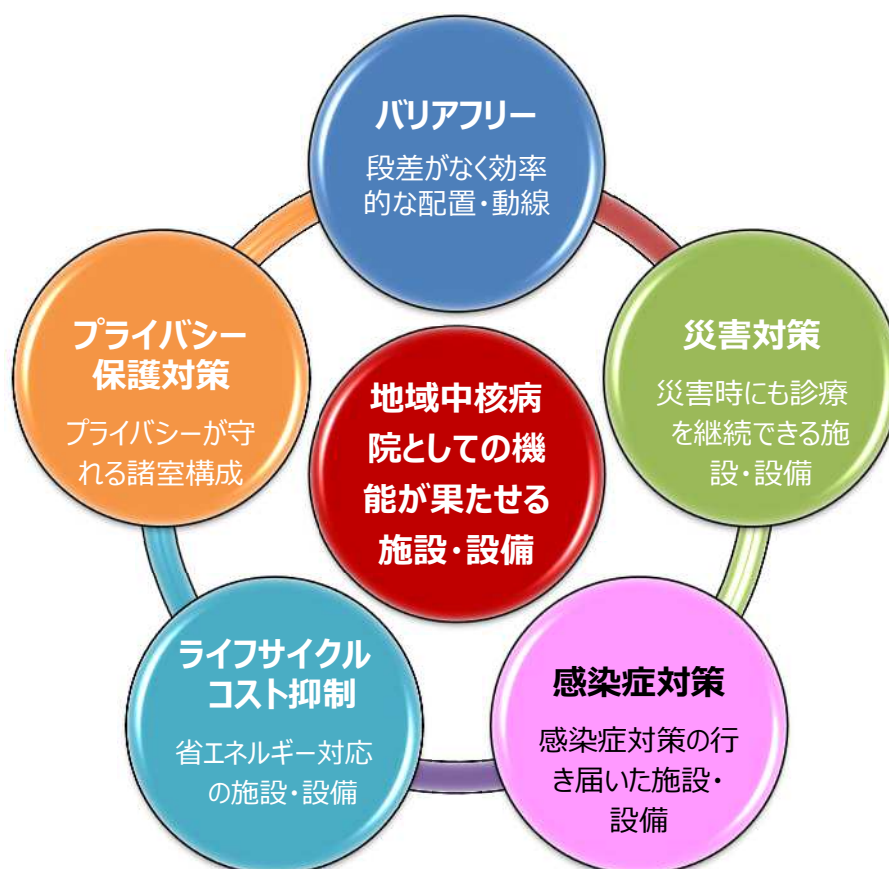 バリアフリー
段差がなく効率
的な配置・動線
災害対策
災害時にも診療
を継続できる施
設・設備
感染症対策
感染症対策の行
き届いた施設・
設備
ライフサイクル
コスト抑制
省エネルギー対応
の施設・設備
プライバシー
保護対策
プライバシーが守
れる諸室構成
地域中核病
院としての機
能が果たせる
施設・設備